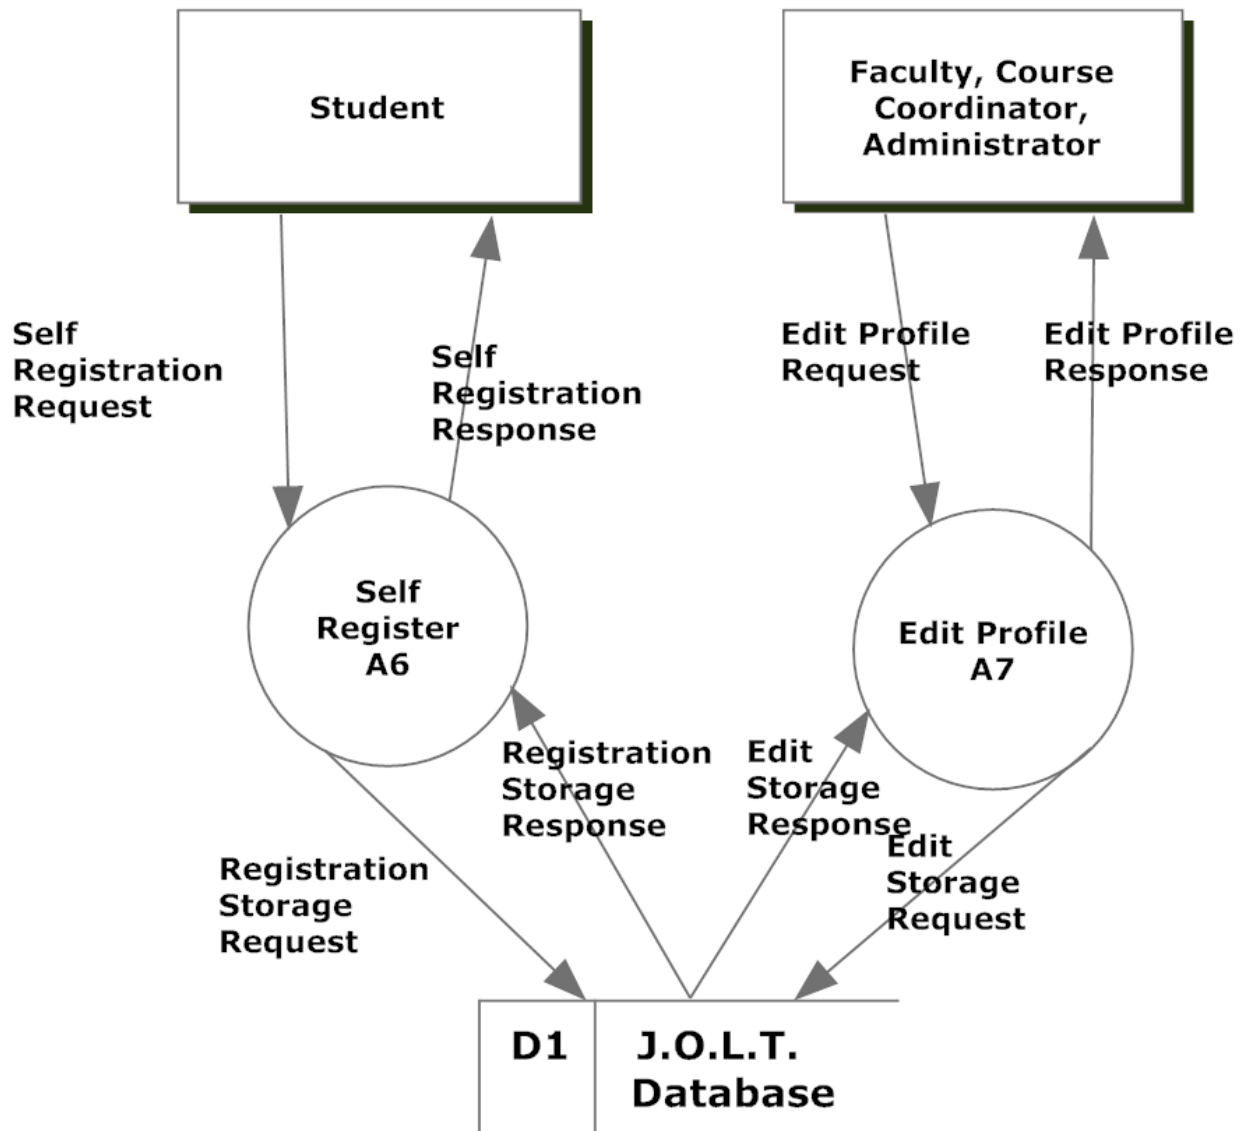 Student
Faculty, Course
Coordinator,
Administrator
Self
Registration
Request
Self
Registration
Response
Edit Profile
Request
Edit Profile
Response
Self
Register
A6
Edit Profile
A7
Registration
Storage
Response
Edit
Storage
Response
Registration
Storage
Request
Edit
Storage
Request
D1
J.O.L.T.
Database